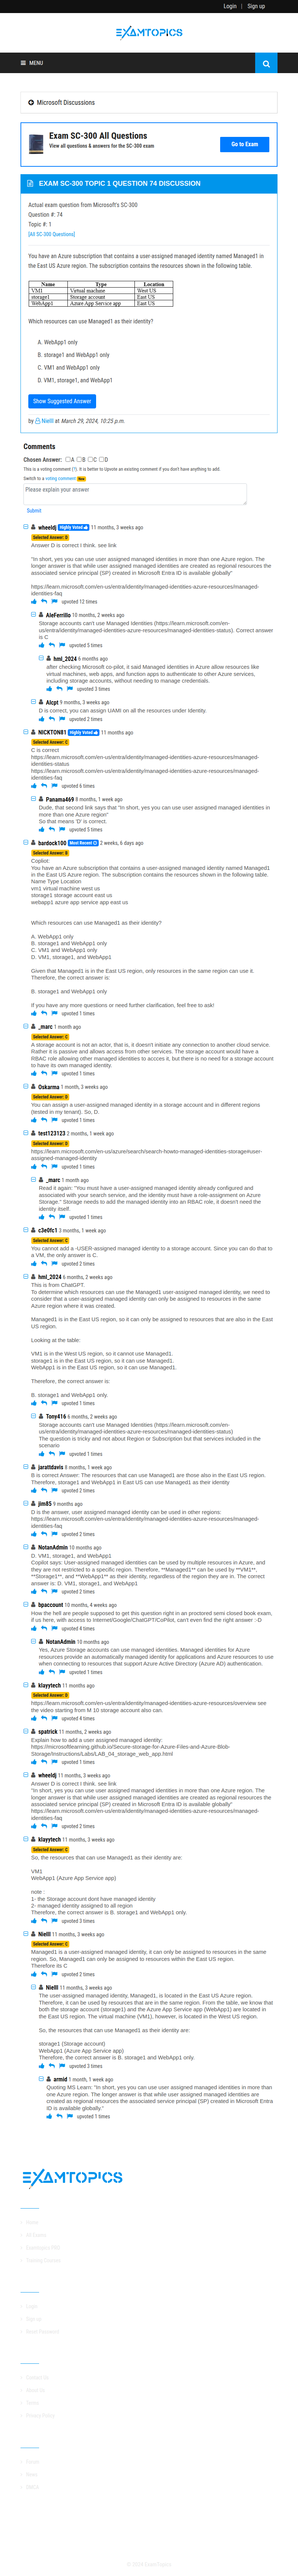 Login | Sign up
EXAMTOPICS
MENU
Microsoft Discussions
Exam SC-300 All Questions
View all questions & answers for the SC-300 exam
Go to Exam
EXAM SC-300 TOPIC 1 QUESTION 74 DISCUSSION
Actual exam question from Microsoft's SC-300
Question #: 74
Topic #: 1
[All SC-300 Questions]
You have an Azure subscription that contains a user-assigned managed identity named Managed1 in the East US Azure region. The subscription contains the resources shown in the following table.
Name Type Location
VM1 Virtual machine West US
storage1 Storage account East US
WebApp1 Azure App Service app East US
Which resources can use Managed1 as their identity?
A. WebApp1 only
B. storage1 and WebApp1 only
C. VM1 and WebApp1 only
D. VM1, storage1, and WebApp1
Show Suggested Answer
by Nielll at March 29, 2024, 10:25 p.m.
Comments
Chosen Answer: A B C D
This is a voting comment (?). It is better to Upvote an existing comment if you don't have anything to add.
Switch to a voting comment New
Please explain your answer
Submit
wheeldj Highly Voted 11 months, 3 weeks ago
Selected Answer: D
Answer D is correct I think. see link
"In short, yes you can use user assigned managed identities in more than one Azure region. The longer answer is that while user assigned managed identities are created as regional resources the associated service principal (SP) created in Microsoft Entra ID is available globally"
https://learn.microsoft.com/en-us/entra/identity/managed-identities-azure-resources/managed-identities-faq
upvoted 12 times
AleFerrillo 10 months, 2 weeks ago
Storage accounts can't use Managed Identities (https://learn.microsoft.com/en-us/entra/identity/managed-identities-azure-resources/managed-identities-status). Correct answer is C
upvoted 5 times
hml_2024 6 months ago
after checking Microsoft co-pilot, it said Managed Identities in Azure allow resources like virtual machines, web apps, and function apps to authenticate to other Azure services, including storage accounts, without needing to manage credentials.
upvoted 3 times
Alcpt 9 months, 3 weeks ago
D is correct, you can assign UAMI on all the resources under identity.
upvoted 2 times
NICKTON81 Highly Voted 11 months ago
Selected Answer: C
C is correct
https://learn.microsoft.com/en-us/entra/identity/managed-identities-azure-resources/managed-identities-status
https://learn.microsoft.com/en-us/entra/identity/managed-identities-azure-resources/managed-identities-faq
upvoted 6 times
Panama469 8 months, 1 week ago
Dude, that second link says that "In short, yes you can use user assigned managed identities in more than one Azure region"
So that means 'D' is correct.
upvoted 5 times
bardock100 Most Recent 2 weeks, 6 days ago
Selected Answer: B
Copilot:
You have an Azure subscription that contains a user-assigned managed identity named Managed1 in the East US Azure region. The subscription contains the resources shown in the following table.
Name Type Location
vm1 virtual machine west us
storage1 storage account east us
webapp1 azure app service app east us
Which resources can use Managed1 as their identity?
A. WebApp1 only
B. storage1 and WebApp1 only
C. VM1 and WebApp1 only
D. VM1, storage1, and WebApp1
Given that Managed1 is in the East US region, only resources in the same region can use it. Therefore, the correct answer is:
B. storage1 and WebApp1 only
If you have any more questions or need further clarification, feel free to ask!
upvoted 1 times
_marc 1 month ago
Selected Answer: C
A storage account is not an actor, that is, it doesn't initiate any connection to another cloud service. Rather it is passive and allows access from other services. The storage account would have a RBAC role allowing other managed identities to access it, but there is no need for a storage account to have its own managed identity.
upvoted 1 times
Oskarma 1 month, 3 weeks ago
Selected Answer: D
You can assign a user-assigned managed identity in a storage account and in different regions (tested in my tenant). So, D.
upvoted 1 times
test123123 2 months, 1 week ago
Selected Answer: D
https://learn.microsoft.com/en-us/azure/search/search-howto-managed-identities-storage#user-assigned-managed-identity
upvoted 1 times
_marc 1 month ago
Read it again: "You must have a user-assigned managed identity already configured and associated with your search service, and the identity must have a role-assignment on Azure Storage." Storage needs to add the managed identity into an RBAC role, it doesn't need the identity itself.
upvoted 1 times
c3e0fc1 3 months, 1 week ago
Selected Answer: C
You cannot add a -USER-assigned managed identity to a storage account. Since you can do that to a VM, the only answer is C.
upvoted 2 times
hml_2024 6 months, 2 weeks ago
This is from ChatGPT.
To determine which resources can use the Managed1 user-assigned managed identity, we need to consider that a user-assigned managed identity can only be assigned to resources in the same Azure region where it was created.
Managed1 is in the East US region, so it can only be assigned to resources that are also in the East US region.
Looking at the table:
VM1 is in the West US region, so it cannot use Managed1.
storage1 is in the East US region, so it can use Managed1.
WebApp1 is in the East US region, so it can use Managed1.
Therefore, the correct answer is:
B. storage1 and WebApp1 only.
upvoted 1 times
Tony416 6 months, 2 weeks ago
Storage accounts can't use Managed Identities (https://learn.microsoft.com/en-us/entra/identity/managed-identities-azure-resources/managed-identities-status)
The question is tricky and not about Region or Subscription but that services included in the scenario
upvoted 1 times
jarattdavis 8 months, 1 week ago
B is correct Answer: The resources that can use Managed1 are those also in the East US region. Therefore, storage1 and WebApp1 in East US can use Managed1 as their identity
upvoted 2 times
jim85 9 months ago
D is the answer, user assigned managed identity can be used in other regions:
https://learn.microsoft.com/en-us/entra/identity/managed-identities-azure-resources/managed-identities-faq
upvoted 2 times
NotanAdmin 10 months ago
D. VM1, storage1, and WebApp1
Copilot says: User-assigned managed identities can be used by multiple resources in Azure, and they are not restricted to a specific region. Therefore, **Managed1** can be used by **VM1**, **Storage1**, and **WebApp1** as their identity, regardless of the region they are in. The correct answer is: D. VM1, storage1, and WebApp1
upvoted 2 times
bpaccount 10 months, 4 weeks ago
How the hell are people supposed to get this question right in an proctored semi closed book exam, if us here, with access to internet/Google/ChatGPT/CoPilot, can't event find the right answer. :-D
upvoted 4 times
NotanAdmin 10 months ago
Yes, Azure Storage accounts can use managed identities. Managed identities for Azure resources provide an automatically managed identity for applications and Azure resources to use when connecting to resources that support Azure Active Directory (Azure AD) authentication.
upvoted 1 times
klayytech 11 months ago
Selected Answer: D
https://learn.microsoft.com/en-us/entra/identity/managed-identities-azure-resources/overview see the video starting from M 10 storage account also can.
upvoted 4 times
spatrick 11 months, 2 weeks ago
Explain how to:
https://microsoftlearning.github.io/Secure-storage-for-Azure-Files-and-Azure-Blob-Storage/Instructions/Labs/LAB_04_storage_web_app.html
upvoted 1 times
wheeldj 11 months, 3 weeks ago
Answer D is correct I think. see link
"In short, yes you can use user assigned managed identities in more than one Azure region. The longer answer is that while user assigned managed identities are created as regional resources the associated service principal (SP) created in Microsoft Entra ID is available globally"
https://learn.microsoft.com/en-us/entra/identity/managed-identities-azure-resources/managed-identities-faq
upvoted 2 times
klayytech 11 months, 3 weeks ago
Selected Answer: C
So, the resources that can use Managed1 as their identity are:
VM1
WebApp1 (Azure App Service app)
note :
1- the Storage account dont have managed identity
2- managed identity assigned to all region
Therefore, the correct answer is B. storage1 and WebApp1 only.
upvoted 3 times
Nielll 11 months, 3 weeks ago
Selected Answer: C
Managed1 is a user-assigned managed identity, it can only be assigned to resources in the same region. So, Managed1 can only be assigned to resources within the East US region.
Therefore its C
upvoted 2 times
Nielll 11 months, 3 weeks ago
The user-assigned managed identity, Managed1, is located in the East US Azure region. Therefore, it can be used by resources that are in the same region. From the table, we know that both the storage account (storage1) and the Azure App Service app (WebApp1) are located in the East US region. The virtual machine (VM1), however, is located in the West US region.
So, the resources that can use Managed1 as their identity are:
storage1 (Storage account)
WebApp1 (Azure App Service app)
Therefore, the correct answer is B. storage1 and WebApp1 only.
upvoted 3 times
armid 1 month, 1 week ago
Quoting MS Learn: "In short, yes you can use user assigned managed identities in more than one Azure region. The longer answer is that while user assigned managed identities are created as regional resources the associated service principal (SP) created in Microsoft Entra ID is available globally."
upvoted 1 times
EXAMTOPICS